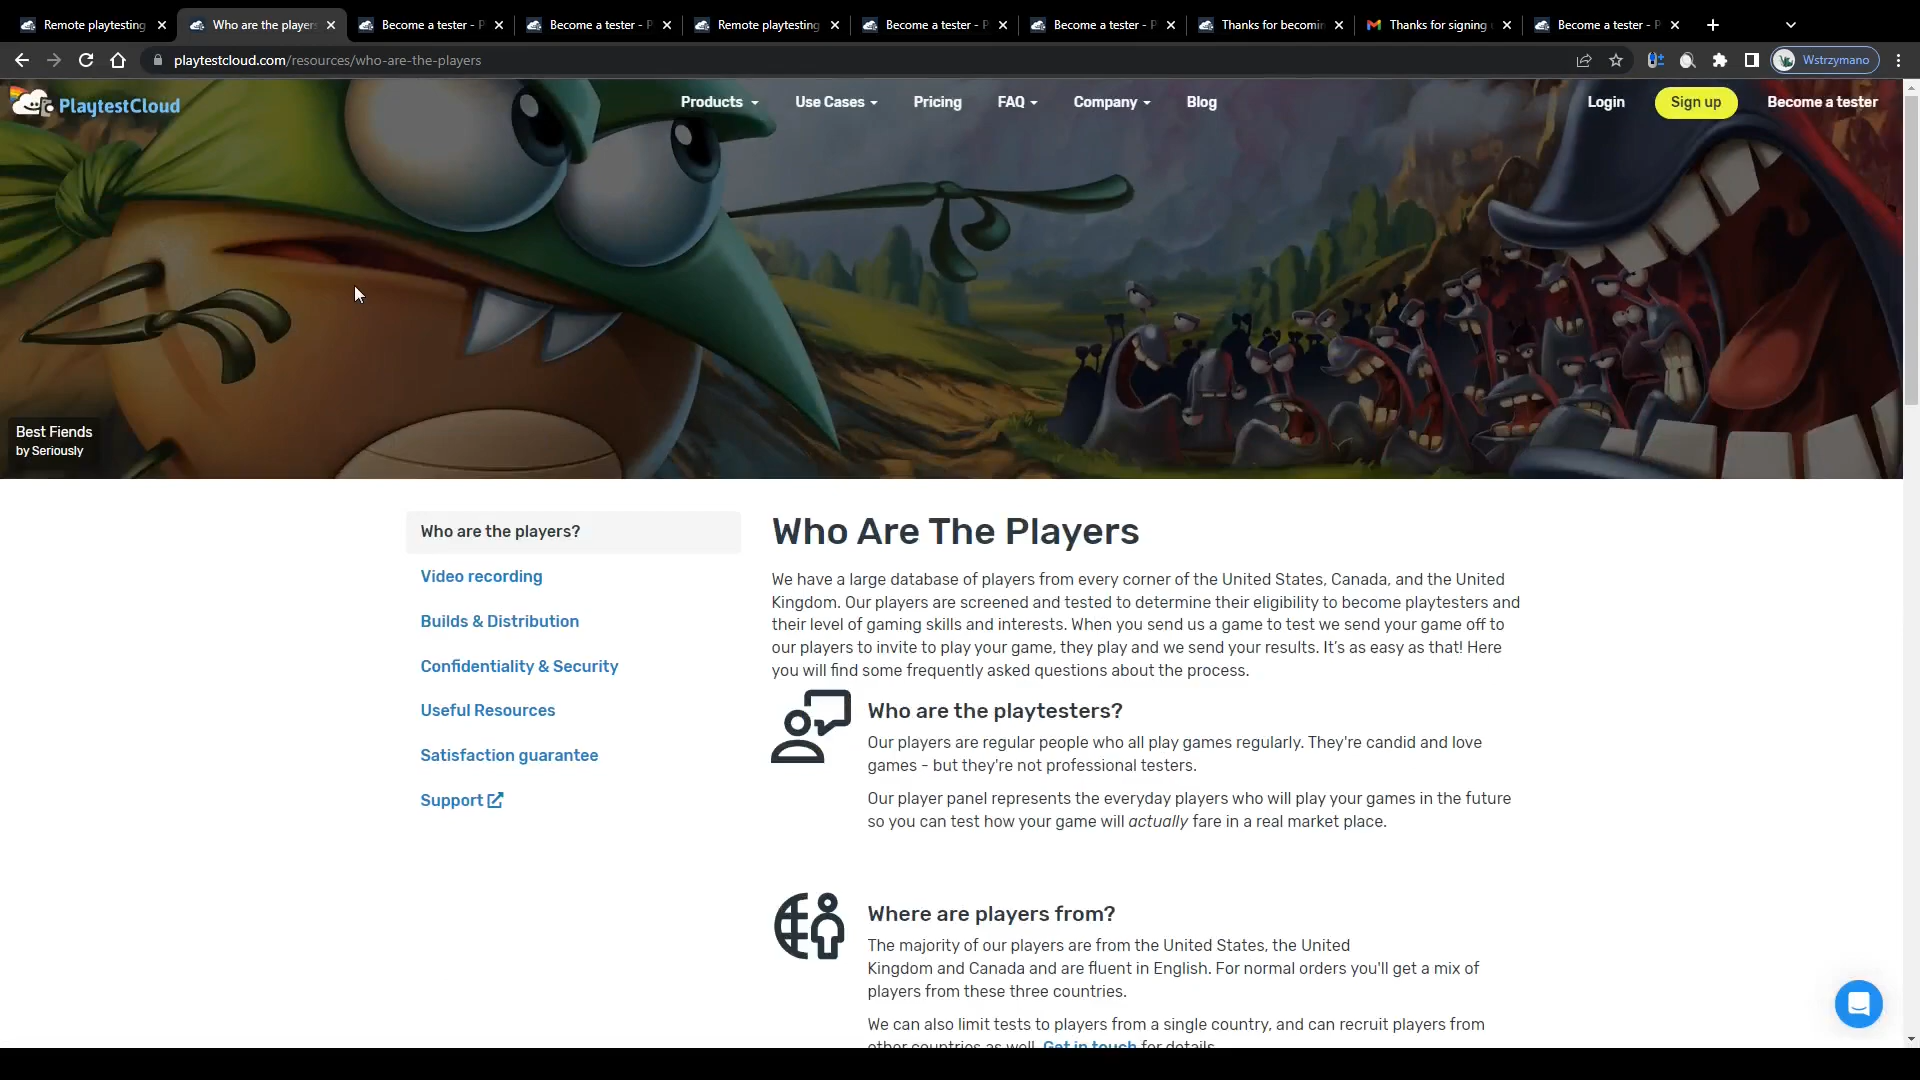 Remote playtesting
Who are the player
Become a tester - P
Become a tester - P
Remote playtesting
Become a tester - P
Become a tester - P
Thanks for becomin
Thanks for signing
Become a tester - P
playtestcloud.com/resources/who-are-the-players
Wstrzymano
PlaytestCloud
Products
Use Cases
Pricing
FAQ
Company
Blog
Login
Sign up
Become a tester
Best Fiends
by Seriously
Who are the players?
Video recording
Builds & Distribution
Confidentiality & Security
Useful Resources
Satisfaction guarantee
Support
Who Are The Players
We have a large database of players from every corner of the United States, Canada, and the United
Kingdom. Our players are screened and tested to determine their eligibility to become playtesters and
their level of gaming skills and interests. When you send us a game to test we send your game off to
our players to invite to play your game, they play and we send your results. It's as easy as that! Here
you will find some frequently asked questions about the process.
Who are the playtesters?
Our players are regular people who all play games regularly. They're candid and love
games - but they're not professional testers.
Our player panel represents the everyday players who will play your games in the future
so you can test how your game will actually fare in a real market place.
Where are players from?
The majority of our players are from the United States, the United
Kingdom and Canada and are fluent in English. For normal orders you'll get a mix of
players from these three countries.
We can also limit tests to players from a single country, and can recruit players from
other countries as well. Get in touch for details.